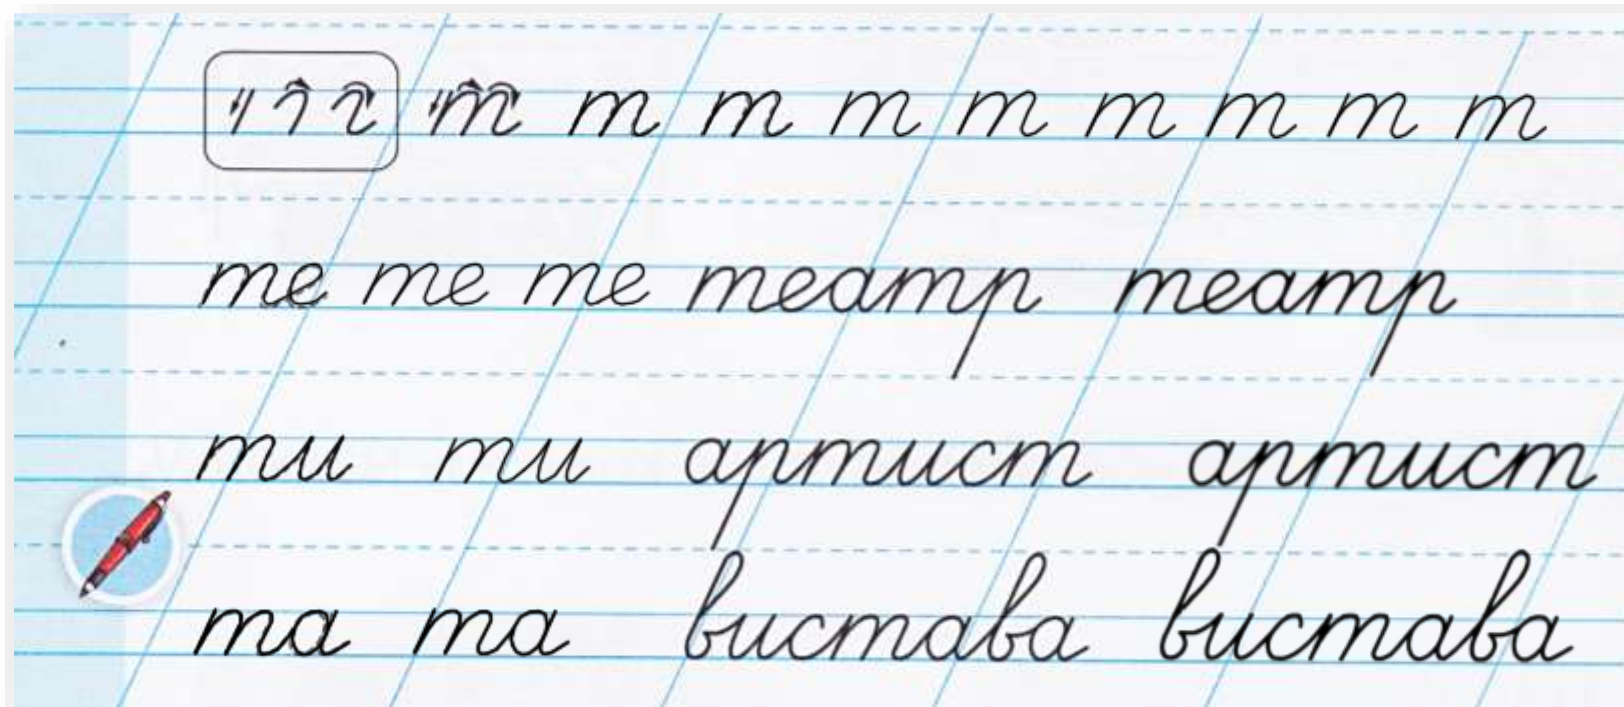 т т т т т т т т т
те те те театр театр
ти ти артист артист
та та вистава вистава